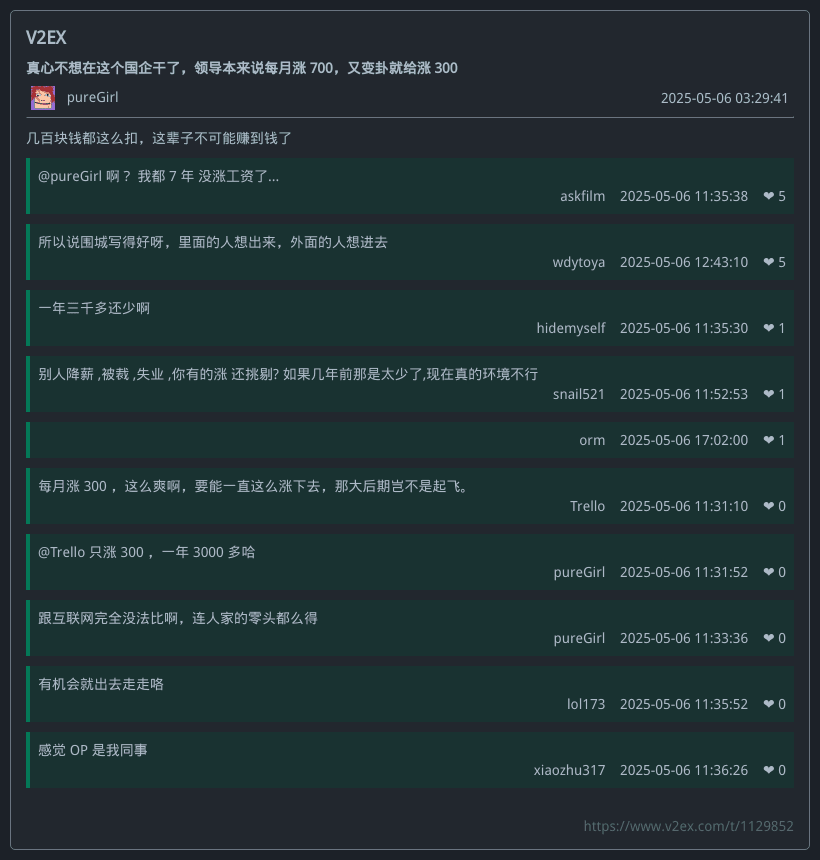 V2EX
真心不想在这个国企干了，领导本来说每月涨 700，又变卦就给涨 300
pureGirl 2025-05-06 03:29:41
几百块钱都这么扣，这辈子不可能赚到钱了
@pureGirl 啊？ 我都 7 年 没涨工资了...
askfilm 2025-05-06 11:35:38 ❤ 5
所以说围城写得好呀，里面的人想出来，外面的人想进去
wdytoya 2025-05-06 12:43:10 ❤ 5
一年三千多还少啊
hidemyself 2025-05-06 11:35:30 ❤ 1
别人降薪 ,被裁 ,失业 ,你有的涨 还挑剔? 如果几年前那是太少了,现在真的环境不行
snail521 2025-05-06 11:52:53 ❤ 1
orm 2025-05-06 17:02:00 ❤ 1
每月涨 300 ，这么爽啊，要能一直这么涨下去，那大后期岂不是起飞。
Trello 2025-05-06 11:31:10 ❤ 0
@Trello 只涨 300 ，一年 3000 多哈
pureGirl 2025-05-06 11:31:52 ❤ 0
跟互联网完全没法比啊，连人家的零头都么得
pureGirl 2025-05-06 11:33:36 ❤ 0
有机会就出去走走咯
lol173 2025-05-06 11:35:52 ❤ 0
感觉 OP 是我同事
xiaozhu317 2025-05-06 11:36:26 ❤ 0
https://www.v2ex.com/t/1129852